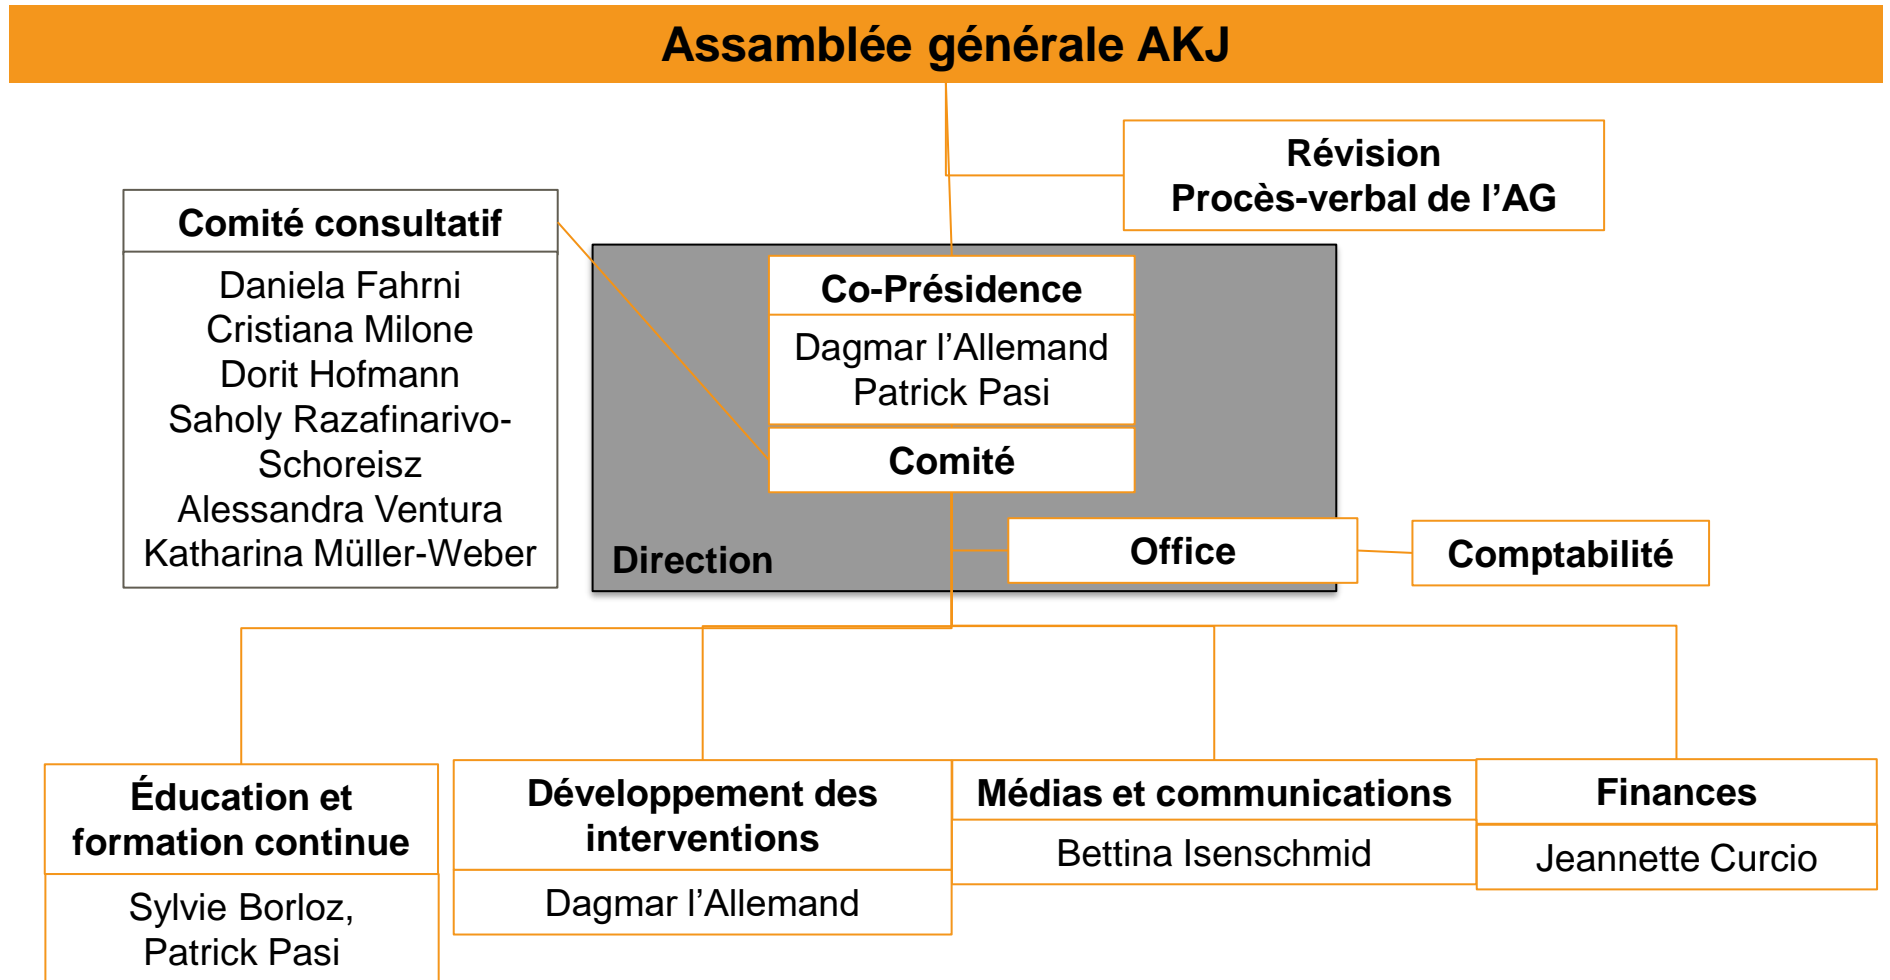 Assamblée générale AKJ
Révision
Procès-verbal de l’AG
Comité consultatif
Daniela Fahrni
Cristiana Milone
Dorit Hofmann
Saholy Razafinarivo-
Schoreisz
Alessandra Ventura
Katharina Müller-Weber
Co-Présidence
Dagmar l’Allemand
Patrick Pasi
Comité
Direction
Office
Comptabilité
Éducation et
formation continue
Sylvie Borloz,
Patrick Pasi
Développement des
interventions
Dagmar l’Allemand
Médias et communications
Bettina Isenschmid
Finances
Jeannette Curcio